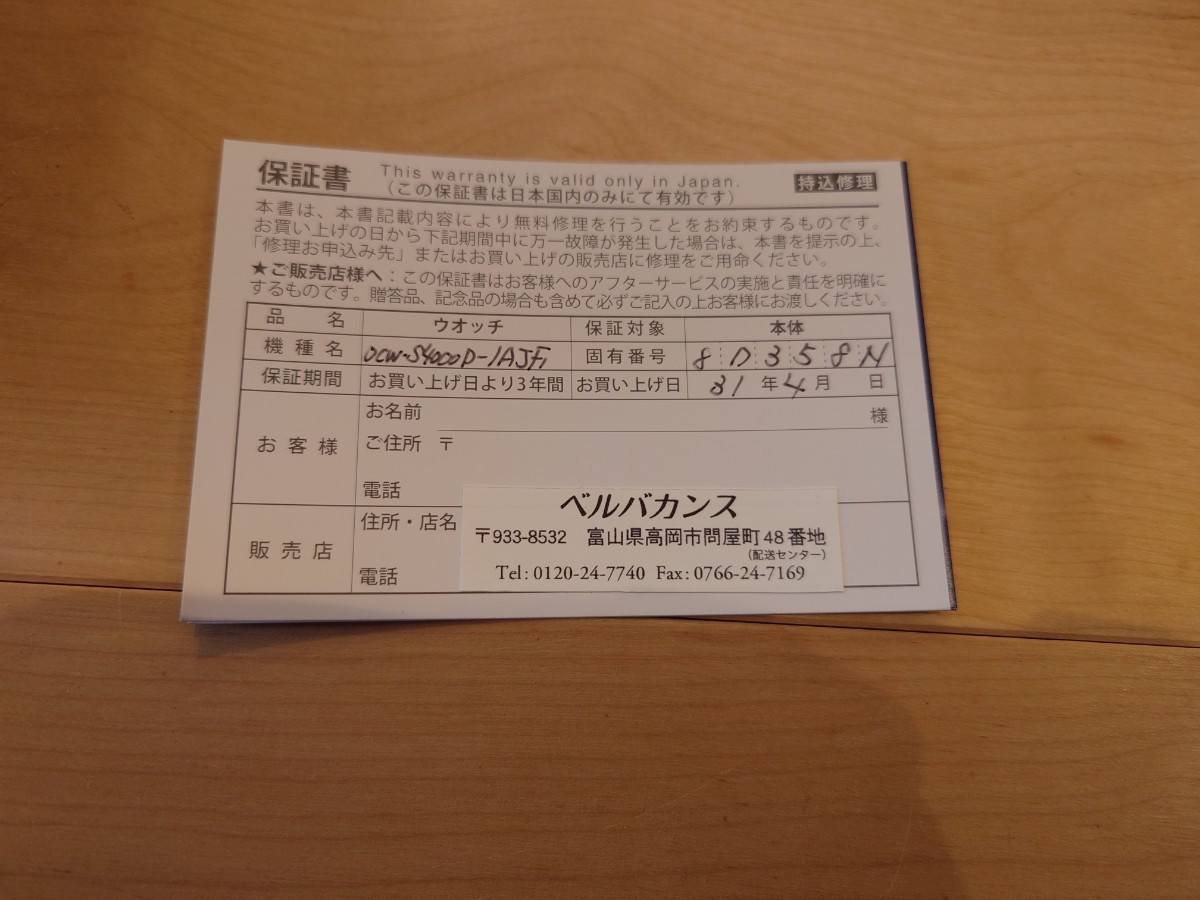 保証書
This warranty is valid only in Japan.
(この保証書は日本国内のみにて有効です)
持込修理
本書は、本書記載内容により無料修理を行うことをお約束するものです。
お買い上げの日から下記期間中に万一故障が発生した場合は、本書を提示の上、
「修理お申込み先」またはお買い上げの販売店に修理をご用命ください。
★ご販売店様へ：この保証書はお客様へのアフターサービスの実施と責任を明確に
するものです。贈答品、記念品の場合も含めて必ずご記入の上お客様にお渡しください。
品 名 ウオッチ 保証対象 本体
機種名 OCW-S4000D-1AJF 固有番号 8 D 3 5 8 N
保証期間 お買い上げ日より3年間 お買い上げ日 31 年 4 月 日
お客様
お名前 様
ご住所 〒
電話
販売店
住所・店名
電話
ベルバカンス
〒933-8532 富山県高岡市問屋町48番地
(配送センター)
Tel: 0120-24-7740 Fax: 0766-24-7169